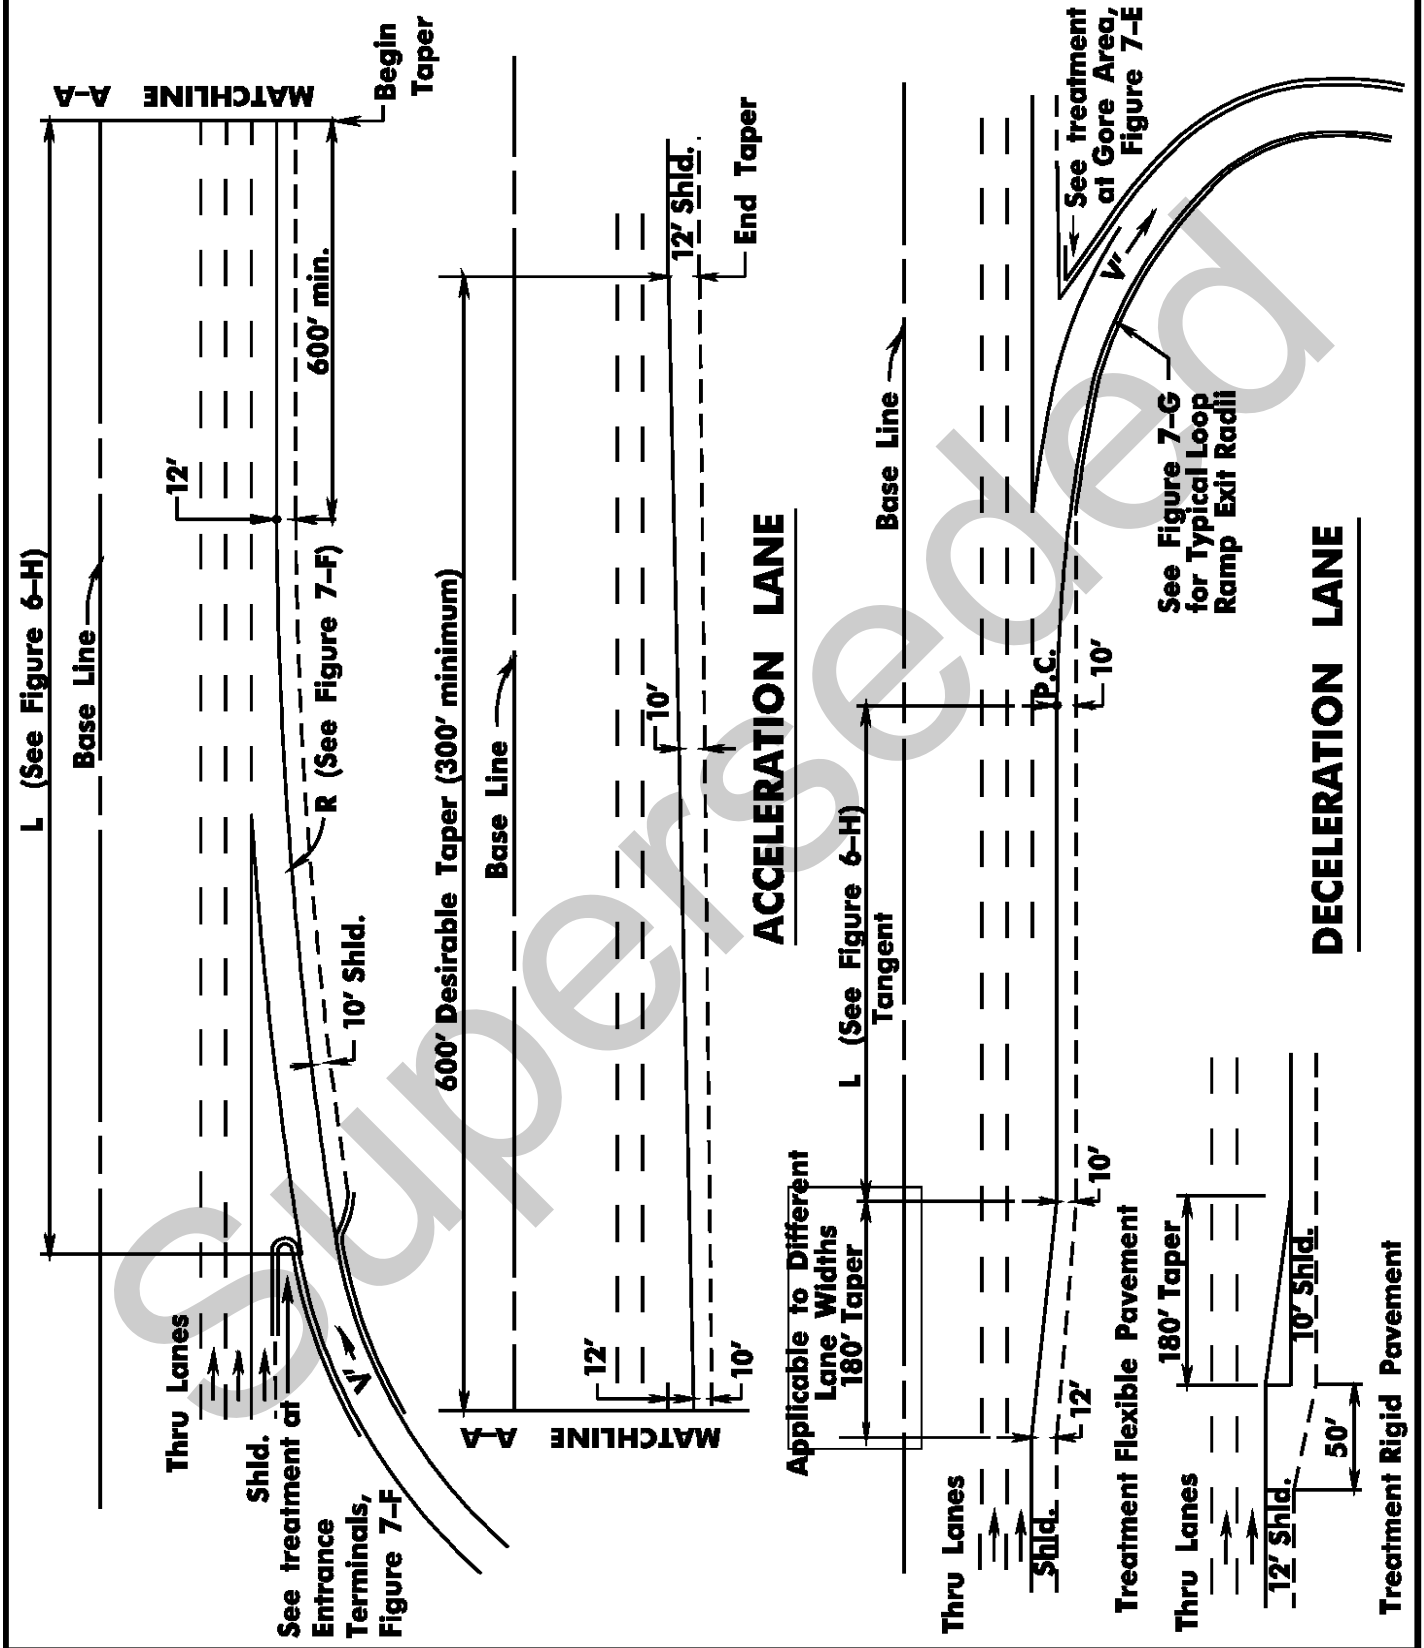 L (See Figure 6-H)
Base Line
A-A
MATCHLINE
12'
600' min.
Begin
Taper
R (See Figure 7-F)
10' Shld.
Thru Lanes
Shld.
See treatment at
Entrance
Terminals,
Figure 7-F
V'
600' Desirable Taper (300' minimum)
Base Line
A-A
MATCHLINE
12'
10'
10'
12' Shld.
End Taper
ACCELERATION LANE
Applicable to Different
Lane Widths
180' Taper
L (See Figure 6-H)
Tangent
Base Line
Thru Lanes
Shld.
12'
10'
P.C.
10'
V'
See treatment
at Gore Area,
Figure 7-E
See Figure 7-G
for Typical Loop
Ramp Exit Radii
Treatment Flexible Pavement
Thru Lanes
180' Taper
12' Shld.
10' Shld.
50'
Treatment Rigid Pavement
DECELERATION LANE
Superseded